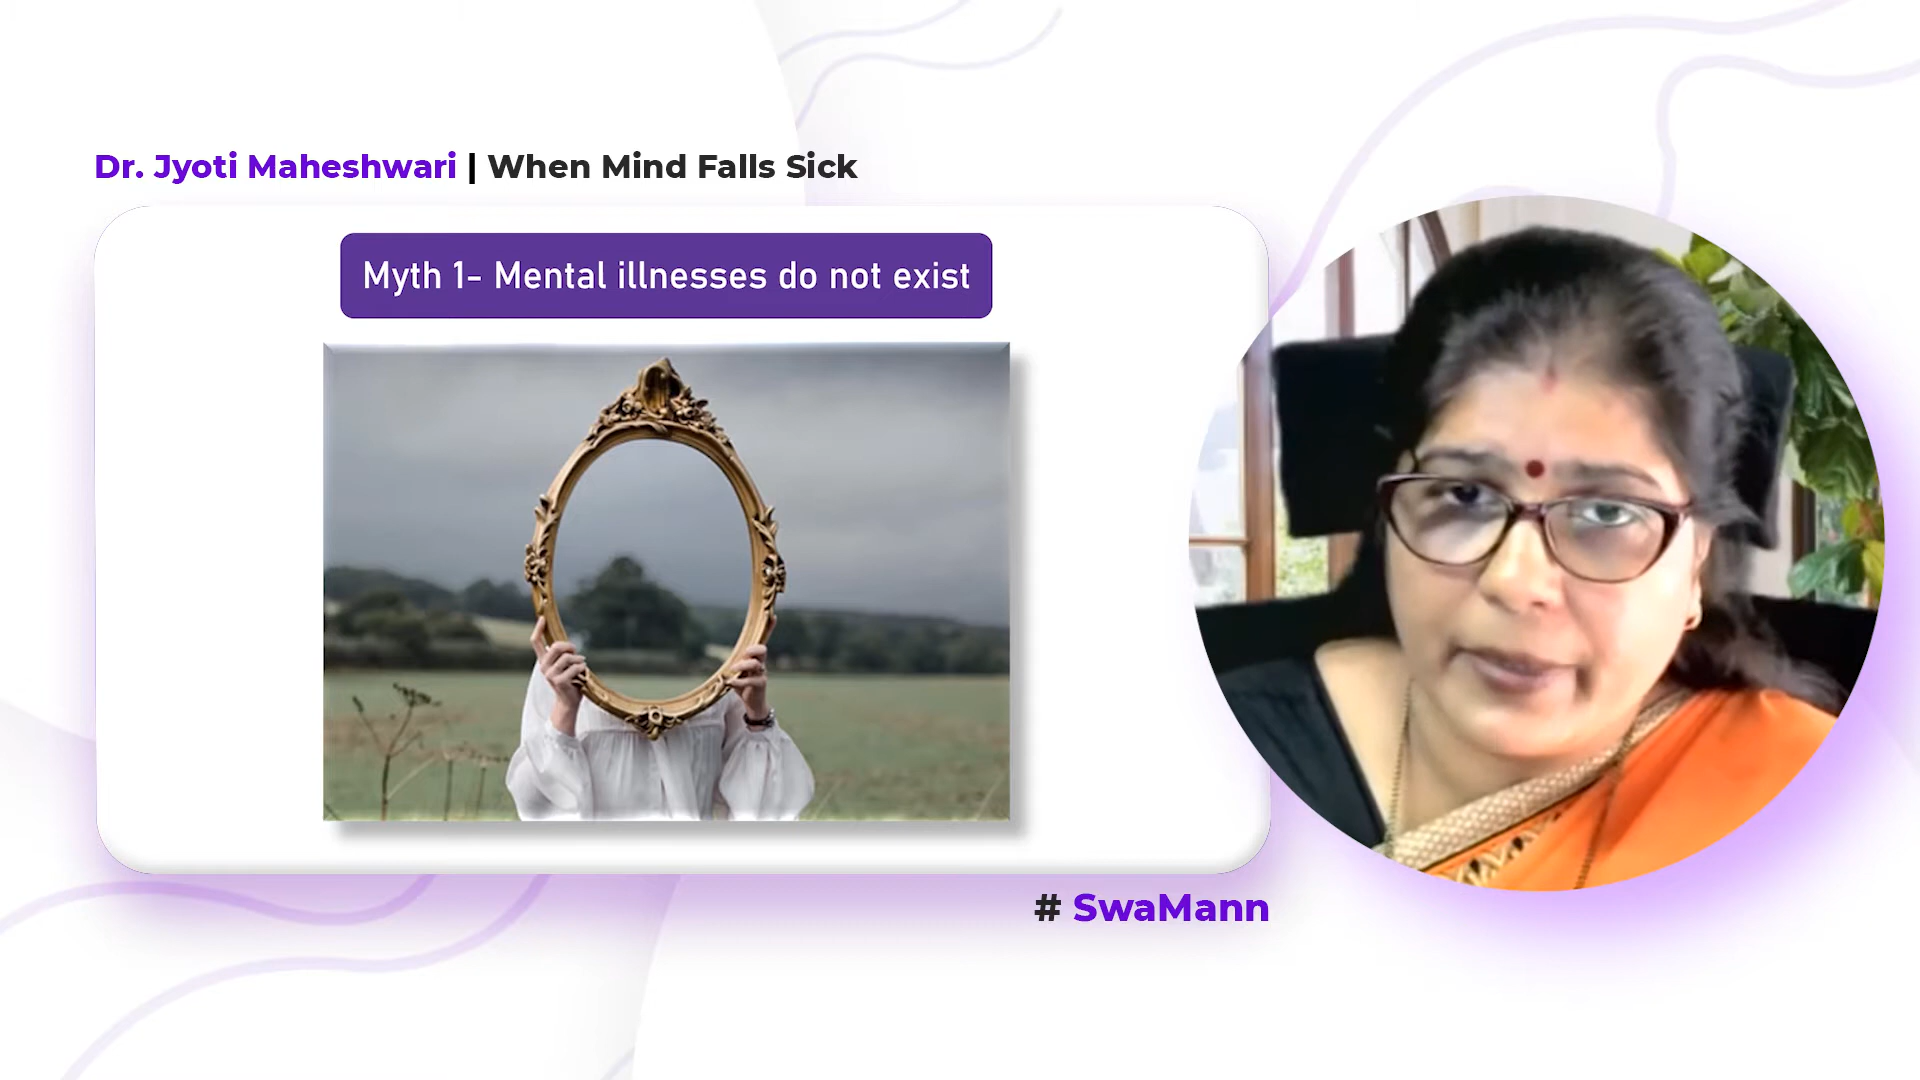 Dr. Jyoti Maheshwari | When Mind Falls Sick
Myth 1- Mental illnesses do not exist
# SwaMann